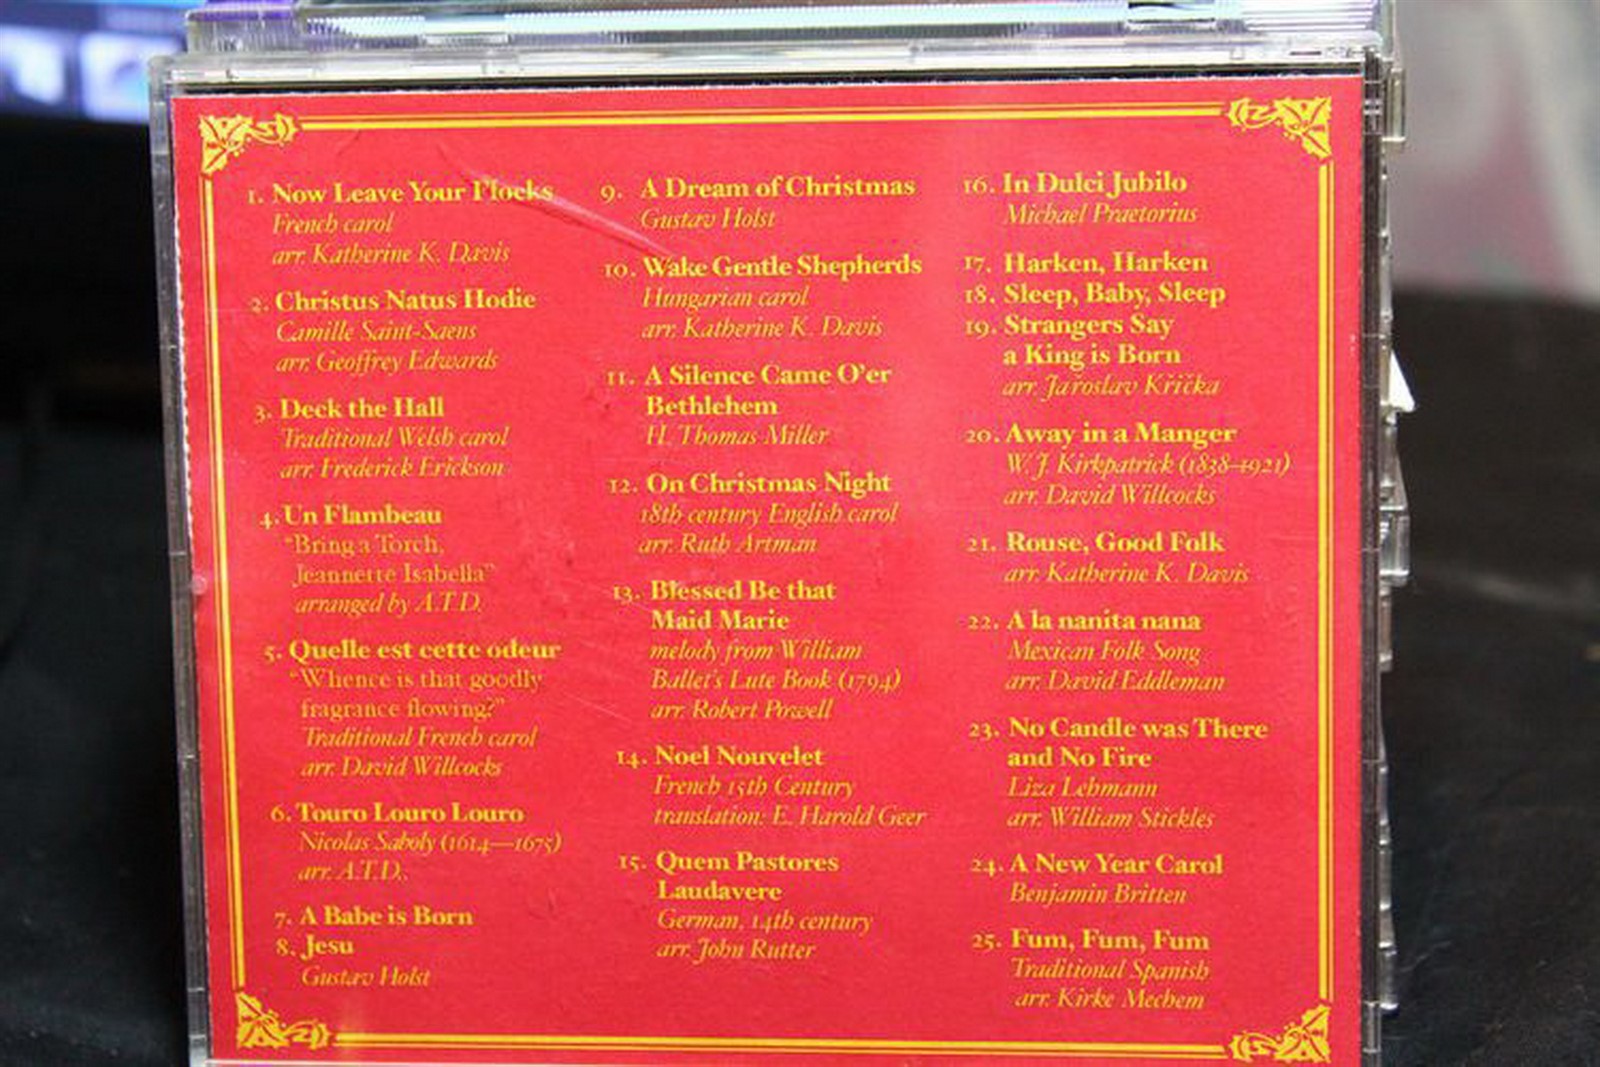 1. Now Leave Your Flocks
French carol
arr. Katherine K. Davis
2. Christus Natus Hodie
Camille Saint-Saens
arr. Geoffrey Edwards
3. Deck the Hall
Traditional Welsh carol
arr. Frederick Erickson
4. Un Flambeau
“Bring a Torch,
Jeannette Isabella”
arranged by A.T.D.
5. Quelle est cette odeur
“Whence is that goodly
fragrance flowing?”
Traditional French carol
arr. David Willcocks
6. Touro Louro Louro
Nicolas Saboly (1614—1675)
arr. A.T.D.
7. A Babe is Born
8. Jesu
Gustav Holst
9. A Dream of Christmas
Gustav Holst
10. Wake Gentle Shepherds
Hungarian carol
arr. Katherine K. Davis
11. A Silence Came O'er
Bethlehem
H. Thomas Miller
12. On Christmas Night
18th century English carol
arr. Ruth Artman
13. Blessed Be that
Maid Marie
melody from William
Ballet's Lute Book (1794)
arr. Robert Powell
14. Noel Nouvelet
French 15th Century
translation: E. Harold Geer
15. Quem Pastores
Laudavere
German, 14th century
arr. John Rutter
16. In Dulci Jubilo
Michael Praetorius
17. Harken, Harken
18. Sleep, Baby, Sleep
19. Strangers Say
a King is Born
arr. Jaroslav Křička
20. Away in a Manger
W. J. Kirkpatrick (1838–1921)
arr. David Willcocks
21. Rouse, Good Folk
arr. Katherine K. Davis
22. A la nanita nana
Mexican Folk Song
arr. David Eddleman
23. No Candle was There
and No Fire
Liza Lehmann
arr. William Stickles
24. A New Year Carol
Benjamin Britten
25. Fum, Fum, Fum
Traditional Spanish
arr. Kirke Mechem